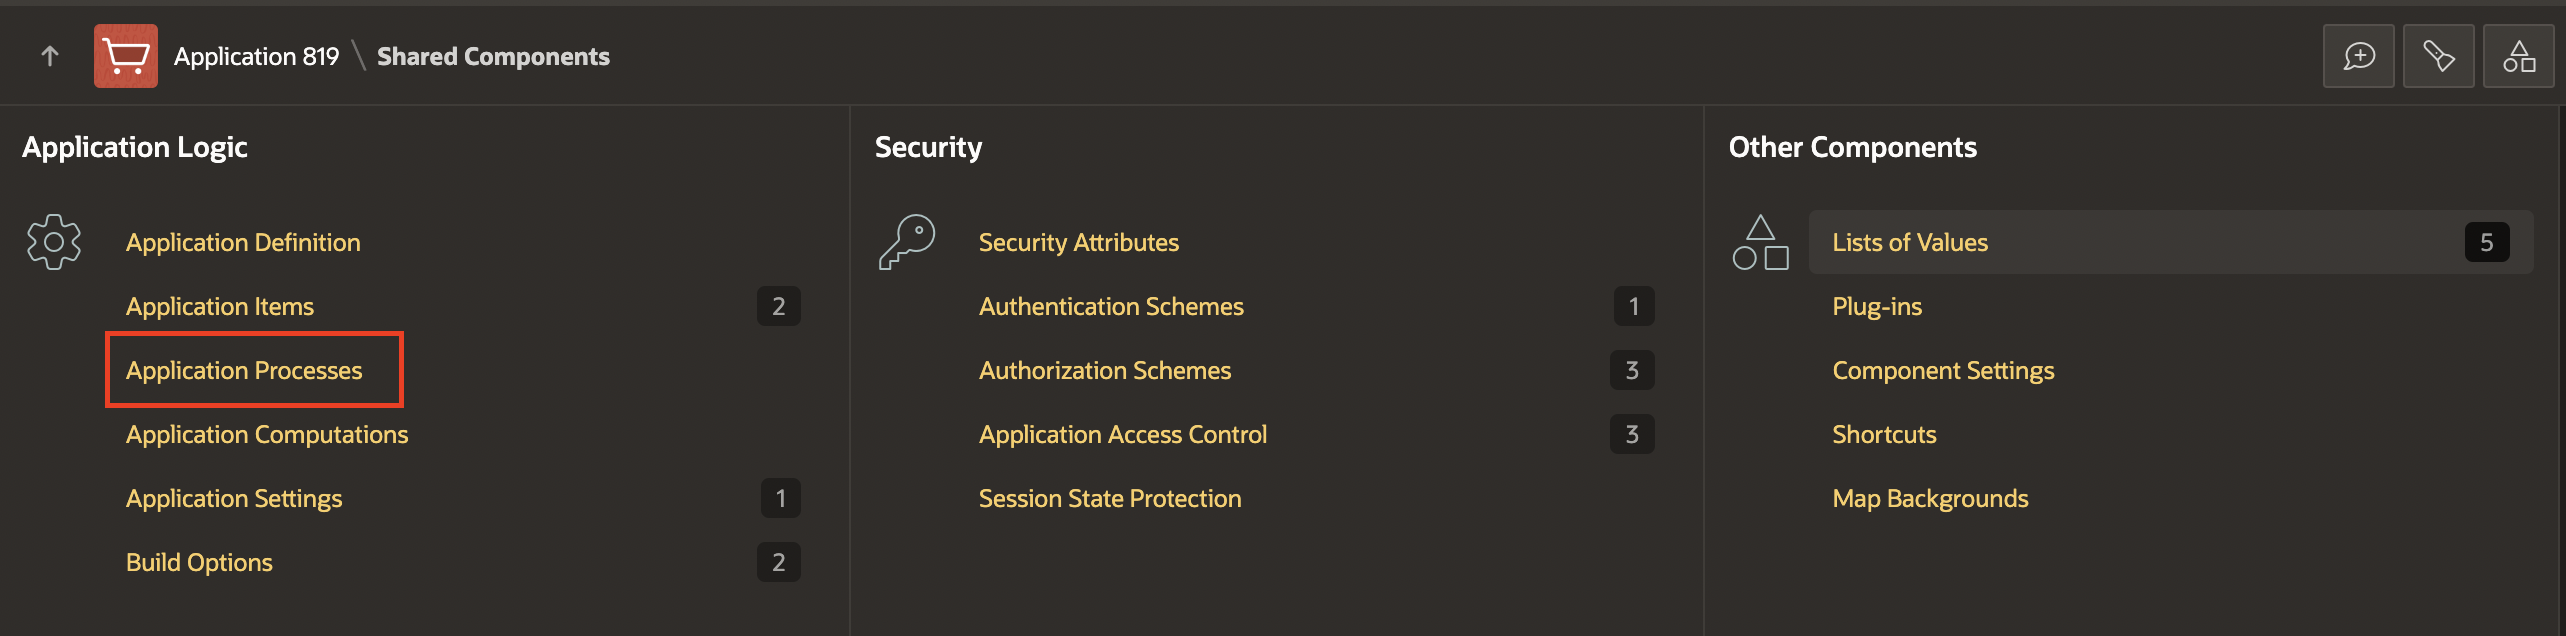 Application 819 \ Shared Components
Application Logic
Application Definition
Application Items 2
Application Processes
Application Computations
Application Settings 1
Build Options 2
Security
Security Attributes
Authentication Schemes 1
Authorization Schemes 3
Application Access Control 3
Session State Protection
Other Components
Lists of Values 5
Plug-ins
Component Settings
Shortcuts
Map Backgrounds